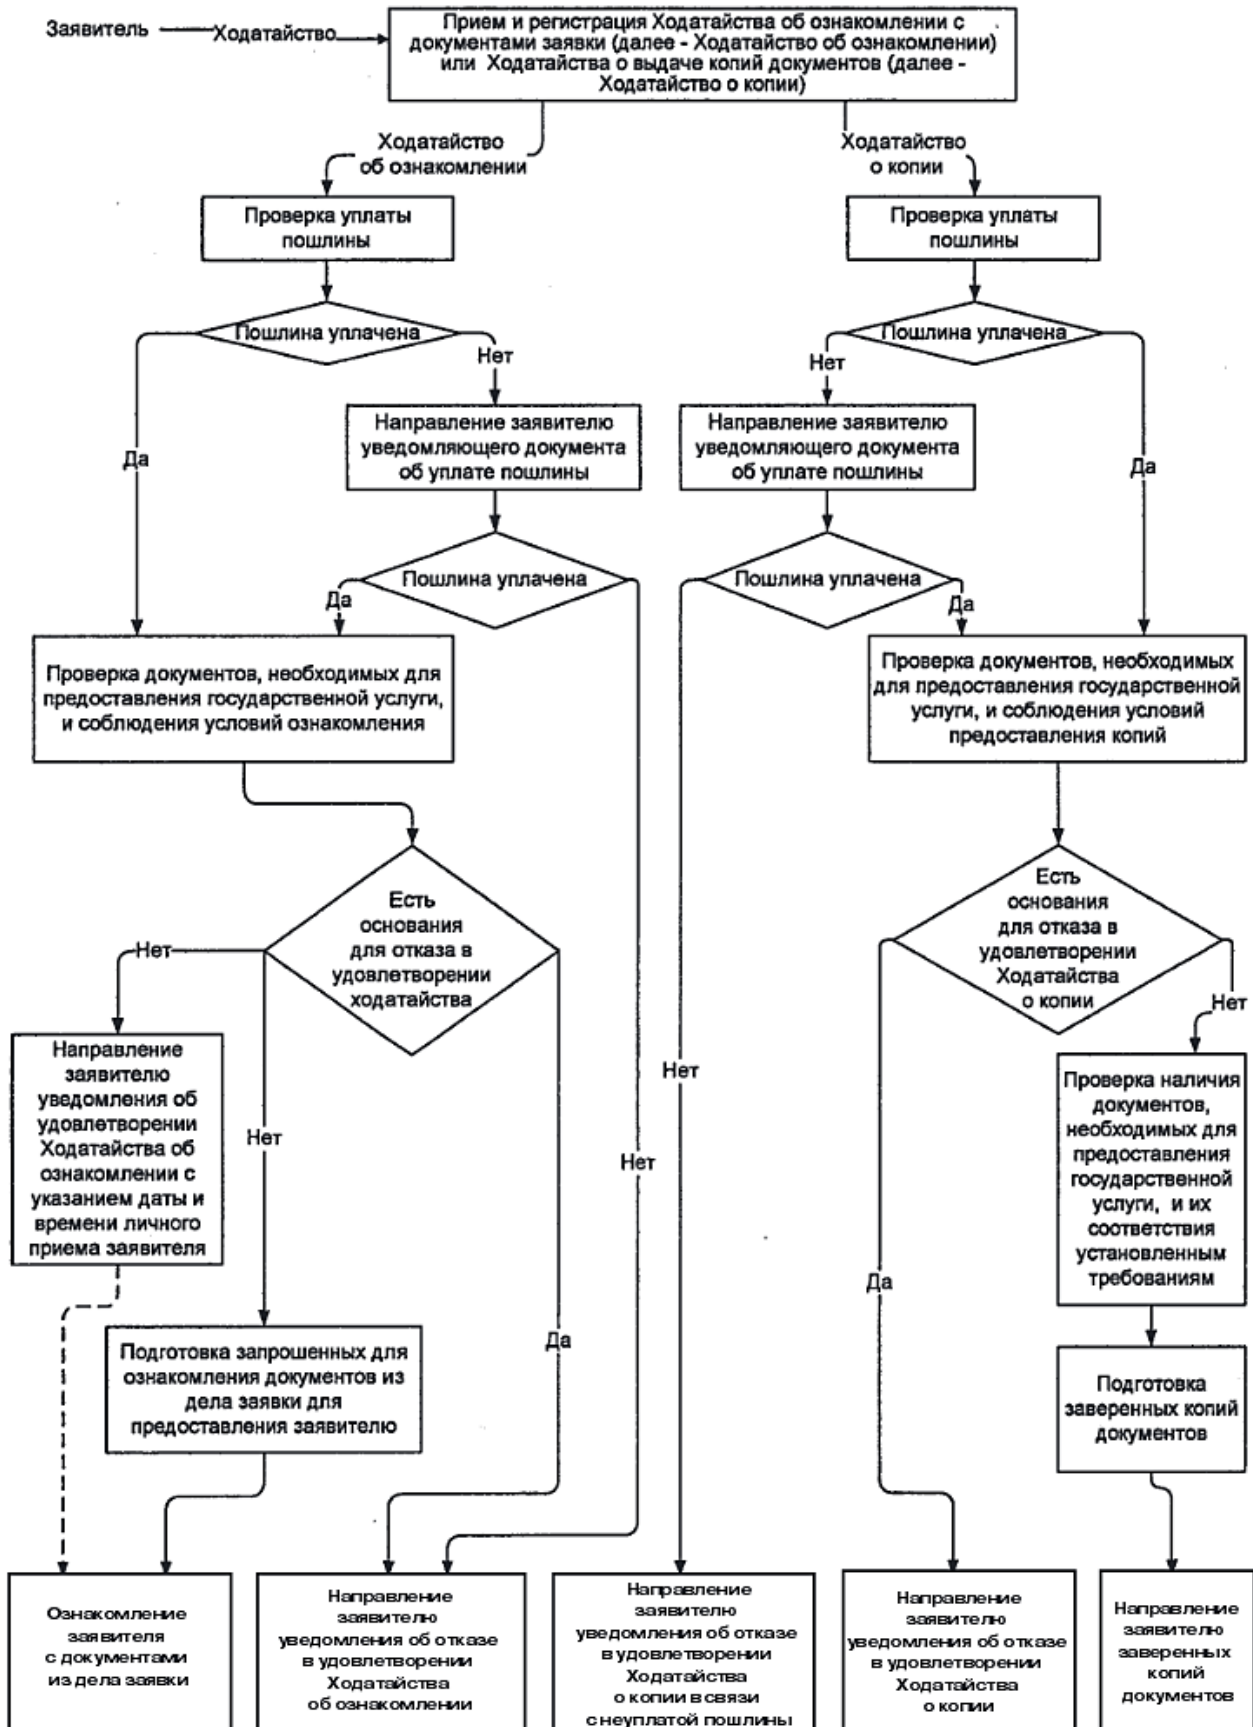 Заявитель
Ходатайство
Прием и регистрация Ходатайства об ознакомлении с
документами заявки (далее - Ходатайство об ознакомлении)
или Ходатайства о выдаче копий документов (далее -
Ходатайство о копии)
Ходатайство
об ознакомлении
Ходатайство
о копии
Проверка уплаты
пошлины
Проверка уплаты
пошлины
Пошлина уплачена
Пошлина уплачена
Нет
Нет
Да
Да
Направление заявителю
уведомляющего документа
об уплате пошлины
Направление заявителю
уведомляющего документа
об уплате пошлины
Пошлина уплачена
Пошлина уплачена
Да
Да
Проверка документов, необходимых для
предоставления государственной услуги,
и соблюдения условий ознакомления
Проверка документов, необходимых
для предоставления государственной
услуги, и соблюдения условий
предоставления копий
Есть
основания
для отказа в
удовлетворении
ходатайства
Есть
основания
для отказа в
удовлетворении
Ходатайства
о копии
Нет
Нет
Направление
заявителю
уведомления об
удовлетворении
Ходатайства об
ознакомлении с
указанием даты и
времени личного
приема заявителя
Нет
Нет
Нет
Проверка наличия
документов,
необходимых для
предоставления
государственной
услуги, и их
соответствия
установленным
требованиям
Да
Да
Подготовка запрошенных для
ознакомления документов из
дела заявки для
предоставления заявителю
Подготовка
заверенных копий
документов
Ознакомление
заявителя
с документами
из дела заявки
Направление
заявителю
уведомления об отказе
в удовлетворении
Ходатайства
об ознакомлении
Направление
заявителю
уведомления об отказе
в удовлетворении
Ходатайства
о копии в связи
с неуплатой пошлины
Направление
заявителю
уведомления об отказе
в удовлетворении
Ходатайства
о копии
Направление
заявителю
заверенных
копий
документов